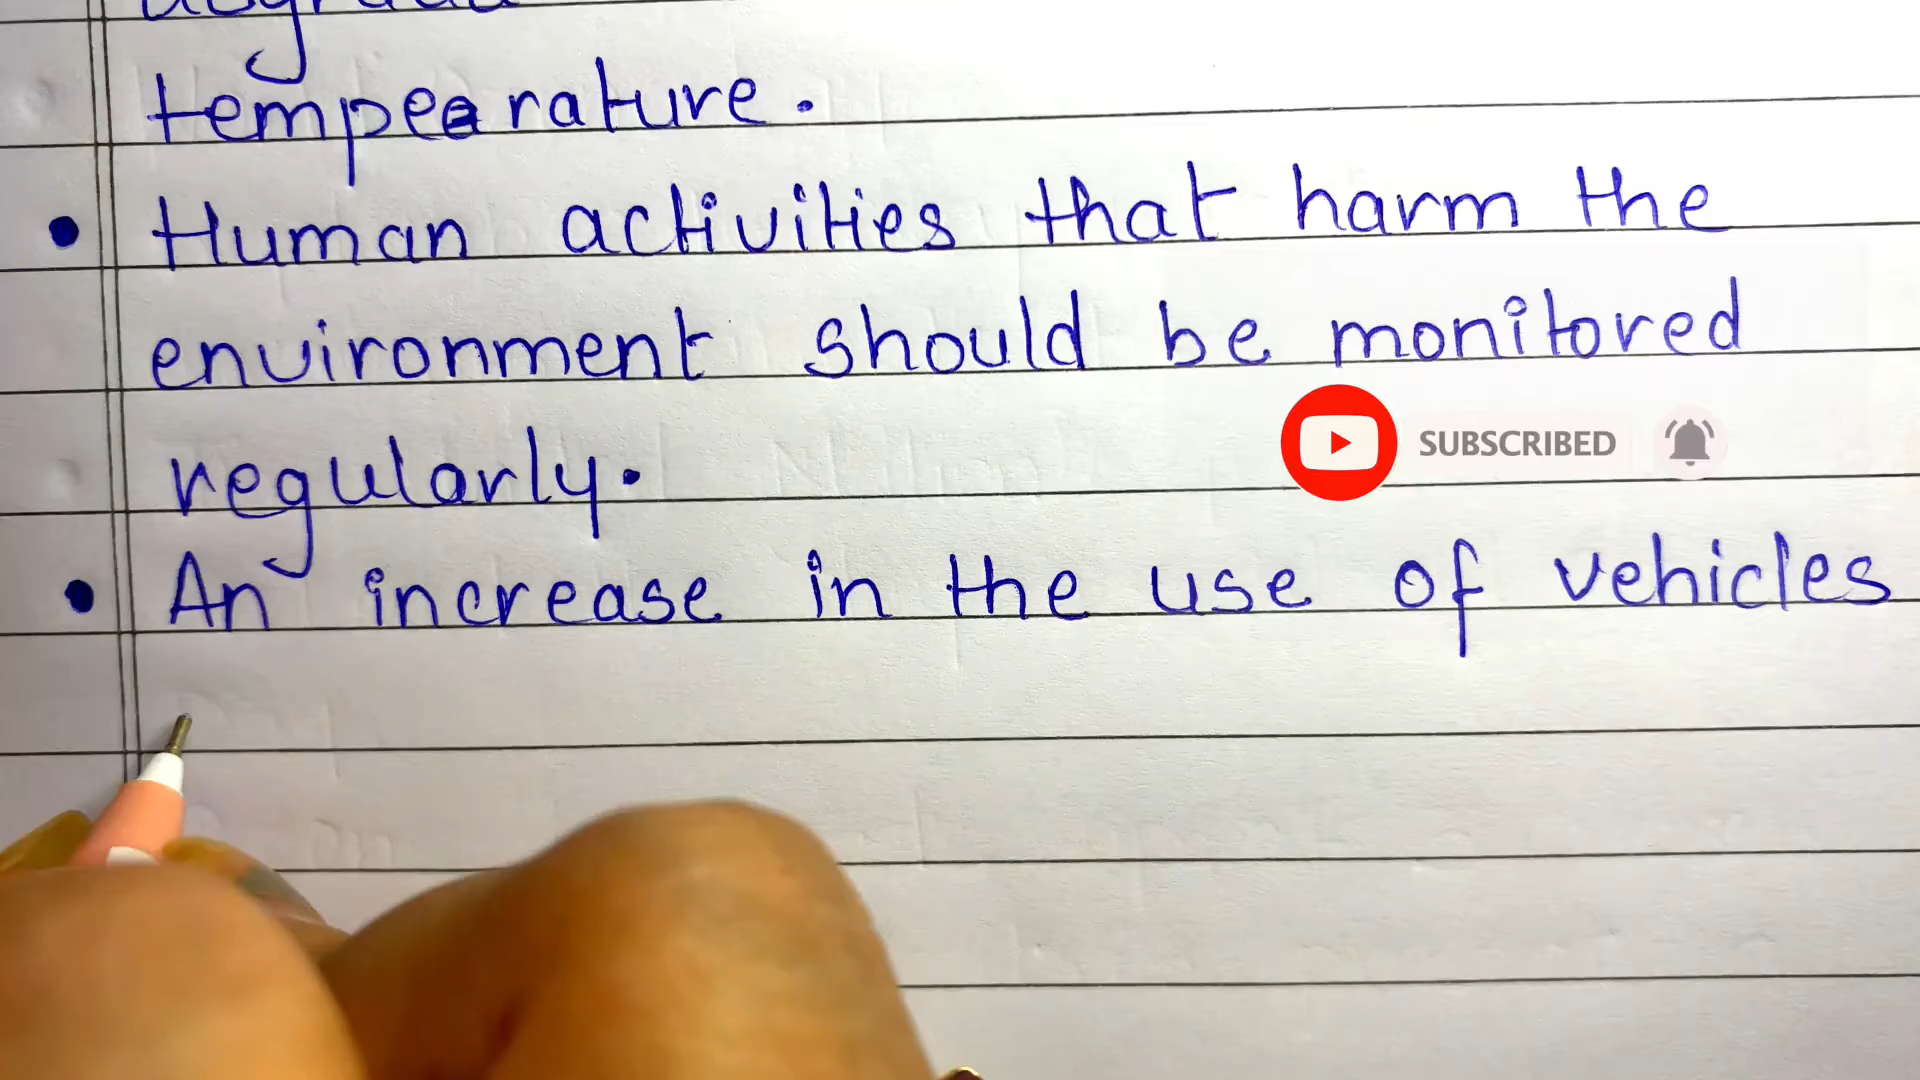 tempearature.
• Human activities that harm the
environment should be monitored
regularly.
SUBSCRIBED
• An increase in the use of vehicles